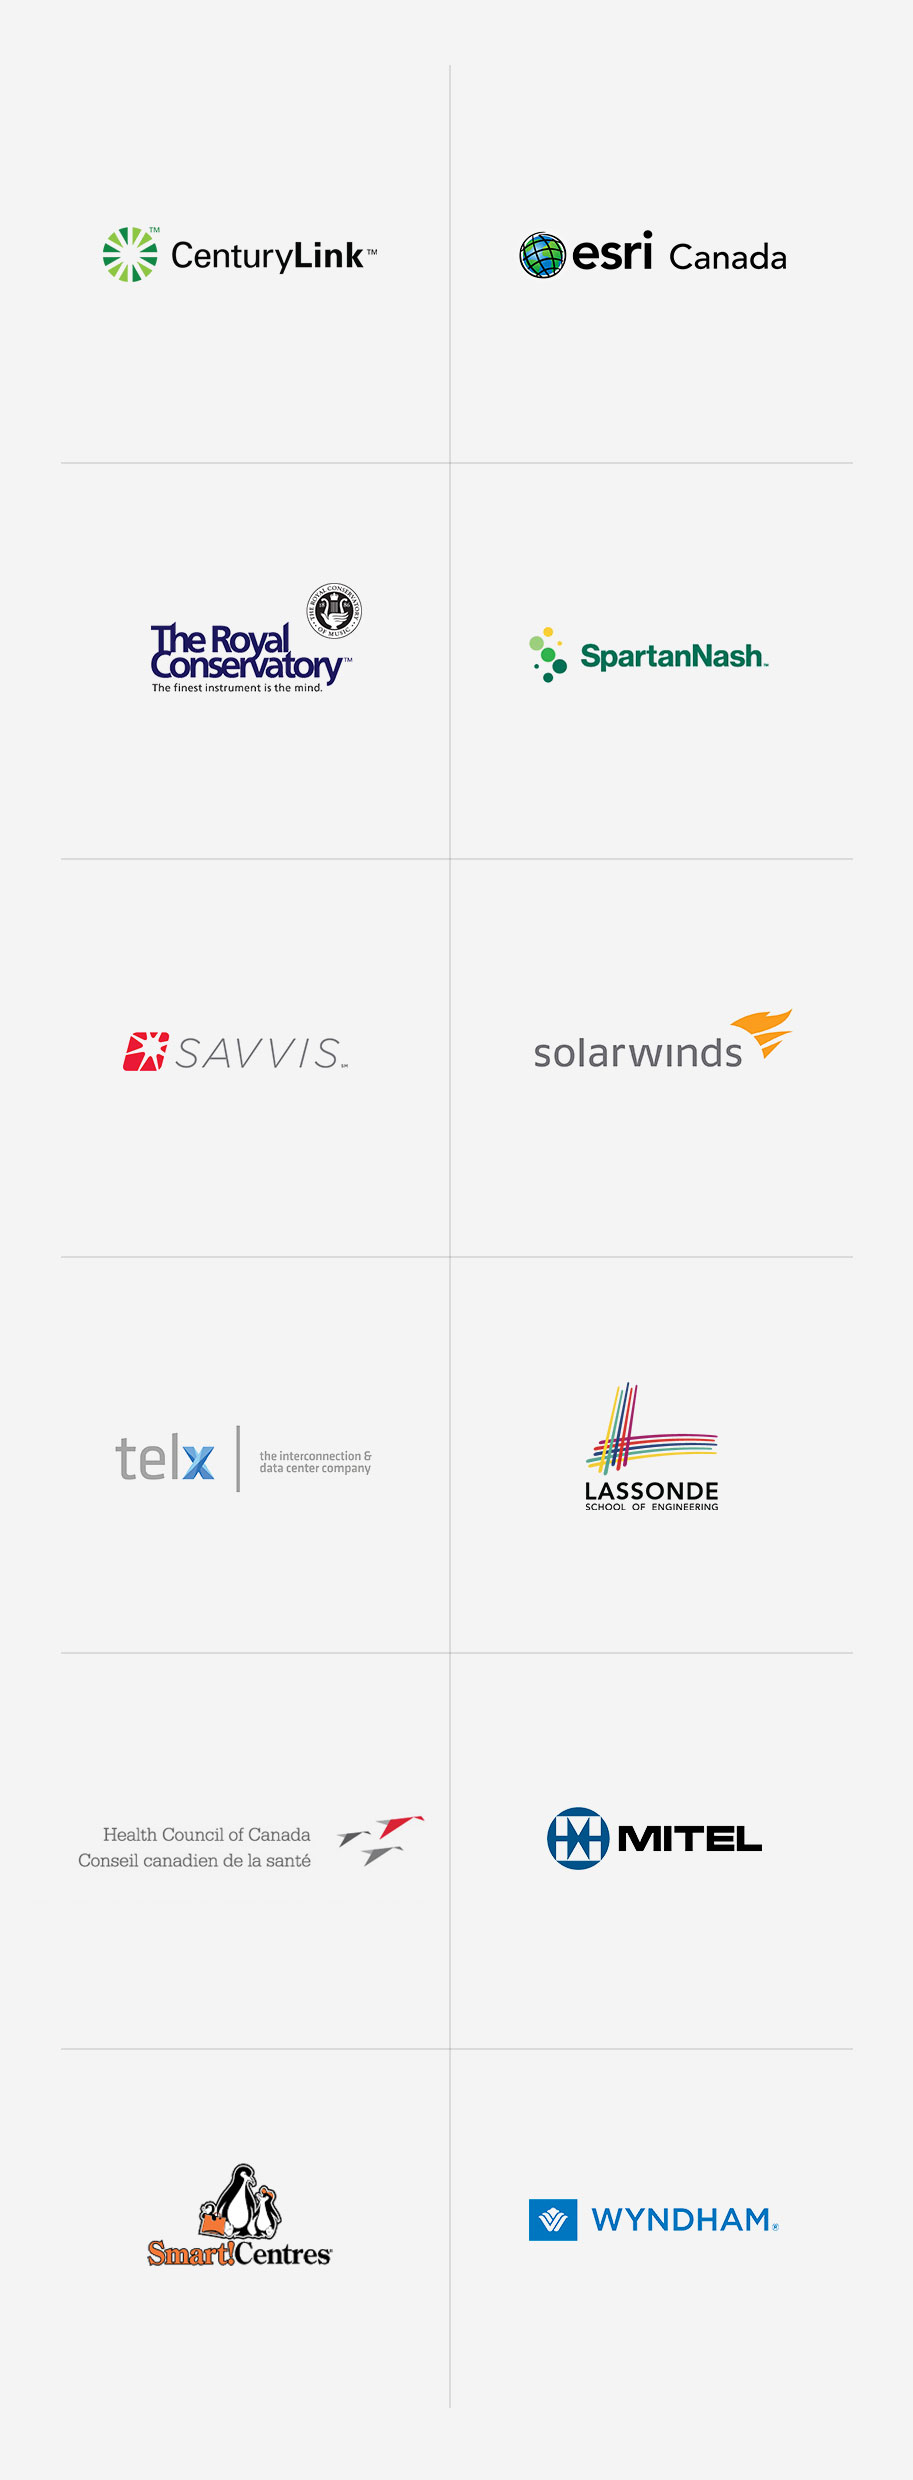 CenturyLink™
esri Canada
THE ROYAL CONSERVATORY OF MUSIC
The Royal
Conservatory™
The finest instrument is the mind.
SpartanNash™
SAVVIS℠
solarwinds
telx
the interconnection &
data center company
LASSONDE
SCHOOL OF ENGINEERING
Health Council of Canada
Conseil canadien de la santé
MITEL
Smart!Centres®
WYNDHAM®